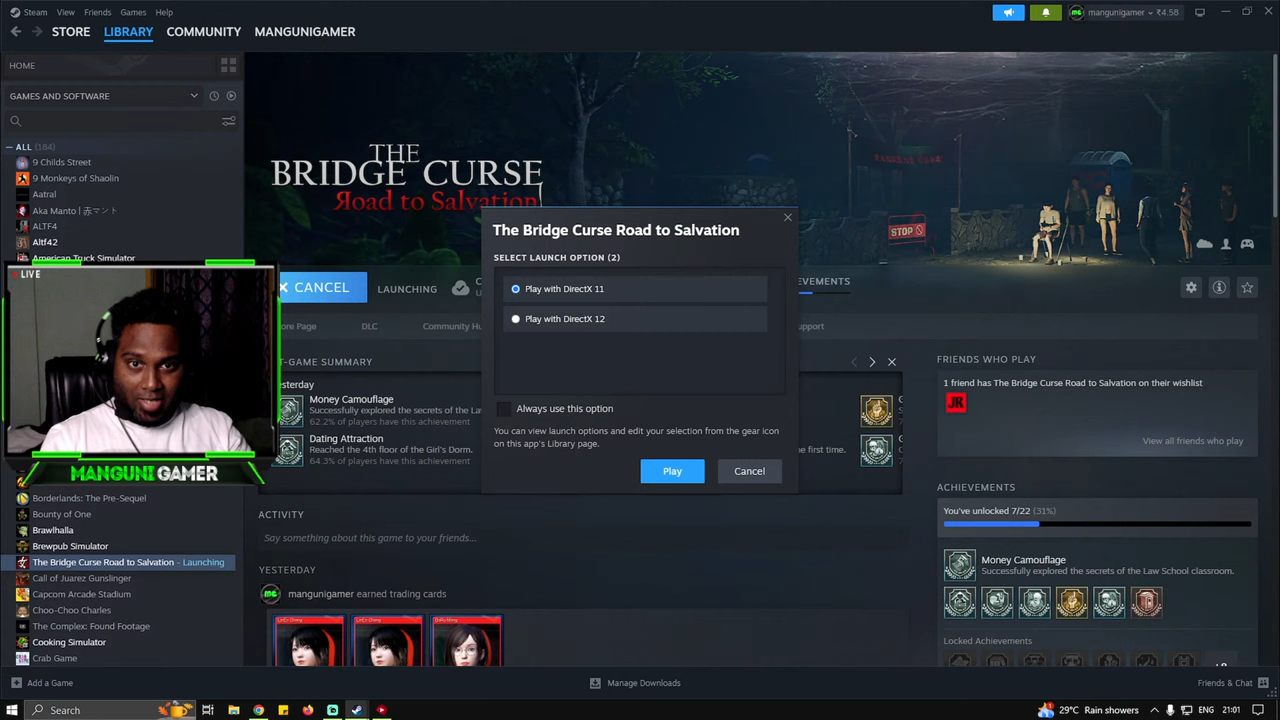 Steam View Friends Games Help
mangunigamer ₹4.58
STORE LIBRARY COMMUNITY MANGUNIGAMER
HOME
GAMES AND SOFTWARE
ALL (184)
9 Childs Street
9 Monkeys of Shaolin
Aatral
Aka Manto | 赤マント
ALTF4
Altf42
American Truck Simulator
LIVE
MANGUNI GAMER
Borderlands: The Pre-Sequel
Bounty of One
Brawlhalla
Brewpub Simulator
The Bridge Curse Road to Salvation - Launching
Call of Juarez Gunslinger
Capcom Arcade Stadium
Choo-Choo Charles
The Complex: Found Footage
Cooking Simulator
Crab Game
THE
BRIDGE CURSE
Road to Salvation
STOP
CANCEL LAUNCHING
EVEMENTS
ore Page DLC Community Hu
upport
T-GAME SUMMARY
esterday
Money Camouflage
Successfully explored the secrets of the Law
62.2% of players have this achievement
Dating Attraction
Reached the 4th floor of the Girl's Dorm.
64.3% of players have this achievement
first time.
The Bridge Curse Road to Salvation
SELECT LAUNCH OPTION (2)
Play with DirectX 11
Play with DirectX 12
Always use this option
You can view launch options and edit your selection from the gear icon
on this app's Library page.
Play Cancel
ACTIVITY
Say something about this game to your friends...
YESTERDAY
mangunigamer earned trading cards
FRIENDS WHO PLAY
1 friend has The Bridge Curse Road to Salvation on their wishlist
JR
View all friends who play
ACHIEVEMENTS
You've unlocked 7/22 (31%)
Money Camouflage
Successfully explored the secrets of the Law School classroom.
Locked Achievements
Add a Game
Manage Downloads
Friends & Chat
Search
29°C Rain showers ENG 21:01